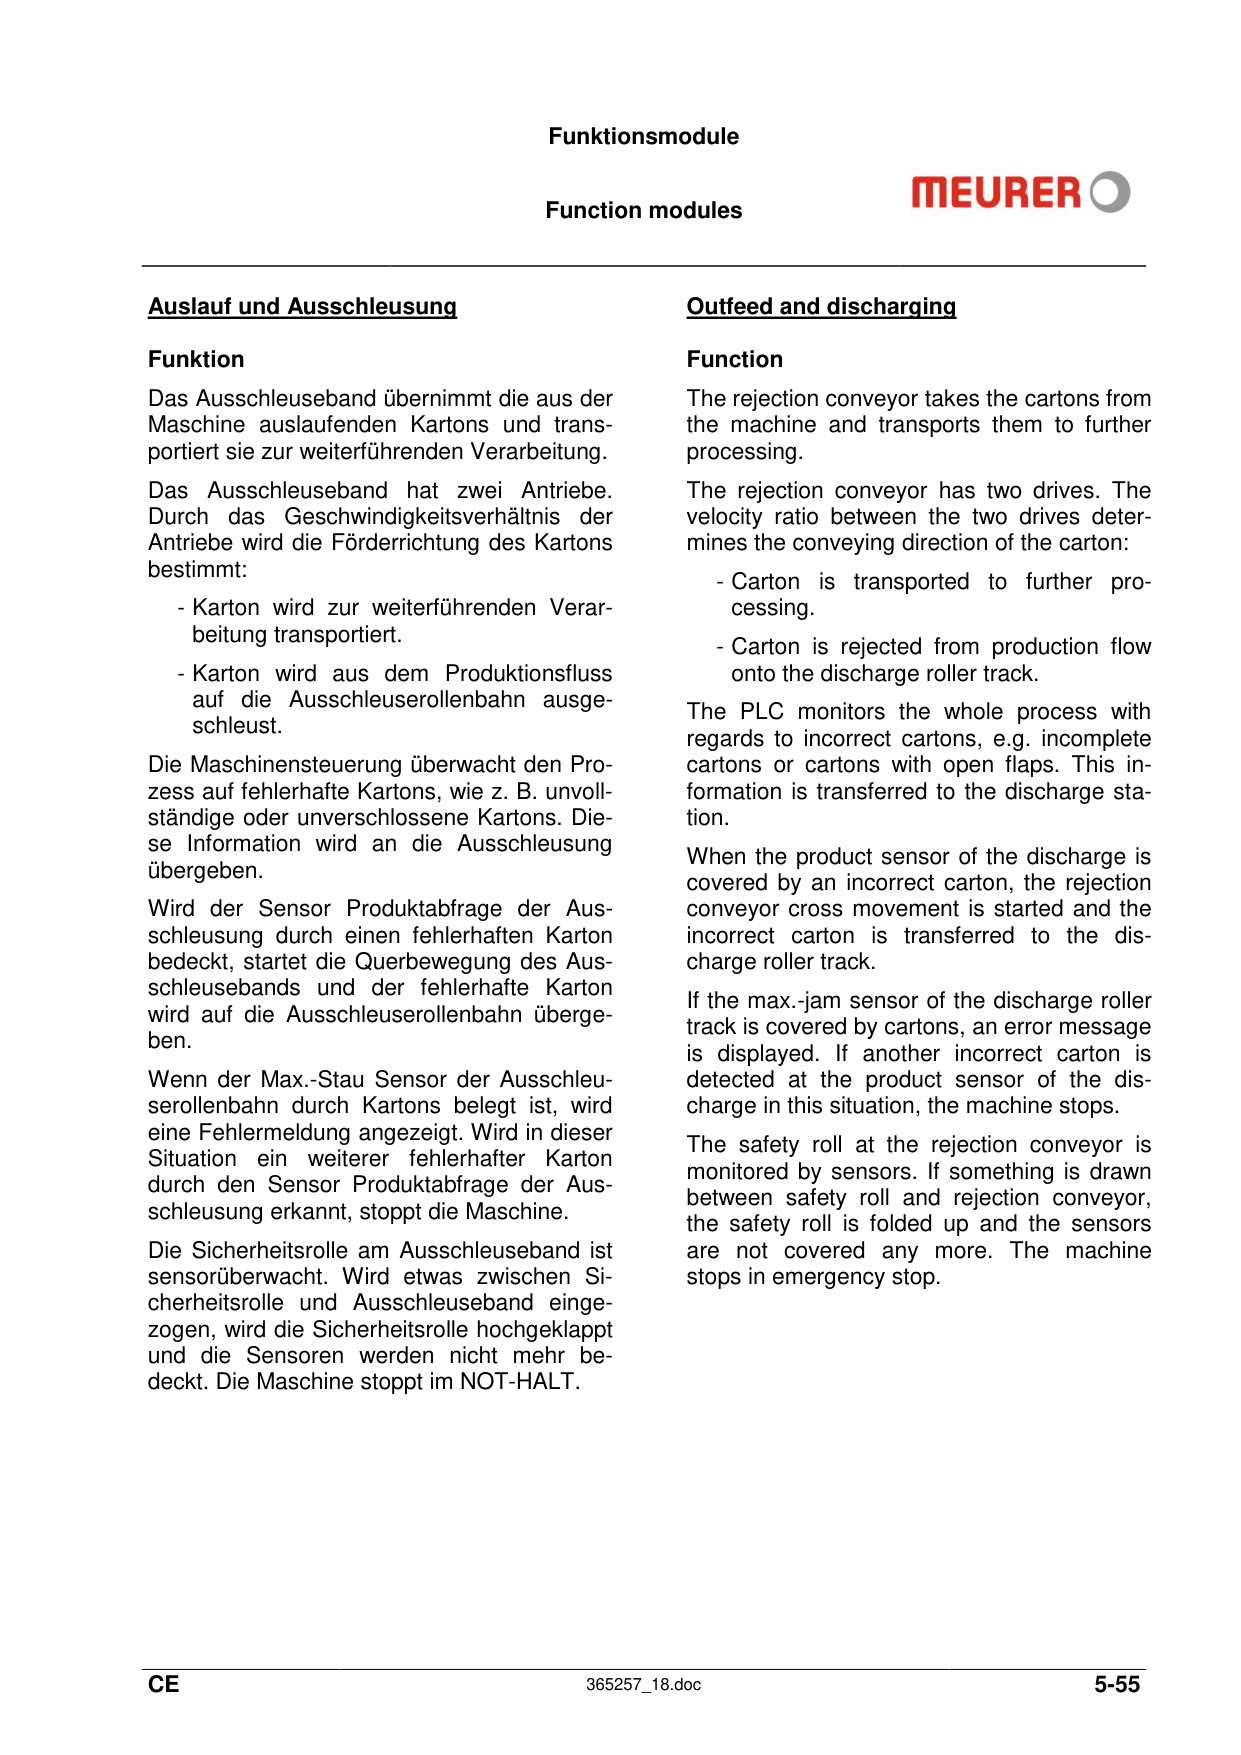 Funktionsmodule
Function modules
MEURER
Auslauf und Ausschleusung
Funktion
Das Ausschleuseband übernimmt die aus der
Maschine auslaufenden Kartons und trans-
portiert sie zur weiterführenden Verarbeitung.
Das Ausschleuseband hat zwei Antriebe.
Durch das Geschwindigkeitsverhältnis der
Antriebe wird die Förderrichtung des Kartons
bestimmt:
- Karton wird zur weiterführenden Verar-
beitung transportiert.
- Karton wird aus dem Produktionsfluss
auf die Ausschleuserollenbahn ausge-
schleust.
Die Maschinensteuerung überwacht den Pro-
zess auf fehlerhafte Kartons, wie z. B. unvoll-
ständige oder unverschlossene Kartons. Die-
se Information wird an die Ausschleusung
übergeben.
Wird der Sensor Produktabfrage der Aus-
schleusung durch einen fehlerhaften Karton
bedeckt, startet die Querbewegung des Aus-
schleusebands und der fehlerhafte Karton
wird auf die Ausschleuserollenbahn überge-
ben.
Wenn der Max.-Stau Sensor der Ausschleu-
serollenbahn durch Kartons belegt ist, wird
eine Fehlermeldung angezeigt. Wird in dieser
Situation ein weiterer fehlerhafter Karton
durch den Sensor Produktabfrage der Aus-
schleusung erkannt, stoppt die Maschine.
Die Sicherheitsrolle am Ausschleuseband ist
sensorüberwacht. Wird etwas zwischen Si-
cherheitsrolle und Ausschleuseband einge-
zogen, wird die Sicherheitsrolle hochgeklappt
und die Sensoren werden nicht mehr be-
deckt. Die Maschine stoppt im NOT-HALT.
Outfeed and discharging
Function
The rejection conveyor takes the cartons from
the machine and transports them to further
processing.
The rejection conveyor has two drives. The
velocity ratio between the two drives deter-
mines the conveying direction of the carton:
- Carton is transported to further pro-
cessing.
- Carton is rejected from production flow
onto the discharge roller track.
The PLC monitors the whole process with
regards to incorrect cartons, e.g. incomplete
cartons or cartons with open flaps. This in-
formation is transferred to the discharge sta-
tion.
When the product sensor of the discharge is
covered by an incorrect carton, the rejection
conveyor cross movement is started and the
incorrect carton is transferred to the dis-
charge roller track.
If the max.-jam sensor of the discharge roller
track is covered by cartons, an error message
is displayed. If another incorrect carton is
detected at the product sensor of the dis-
charge in this situation, the machine stops.
The safety roll at the rejection conveyor is
monitored by sensors. If something is drawn
between safety roll and rejection conveyor,
the safety roll is folded up and the sensors
are not covered any more. The machine
stops in emergency stop.
CE
365257_18.doc
5-55